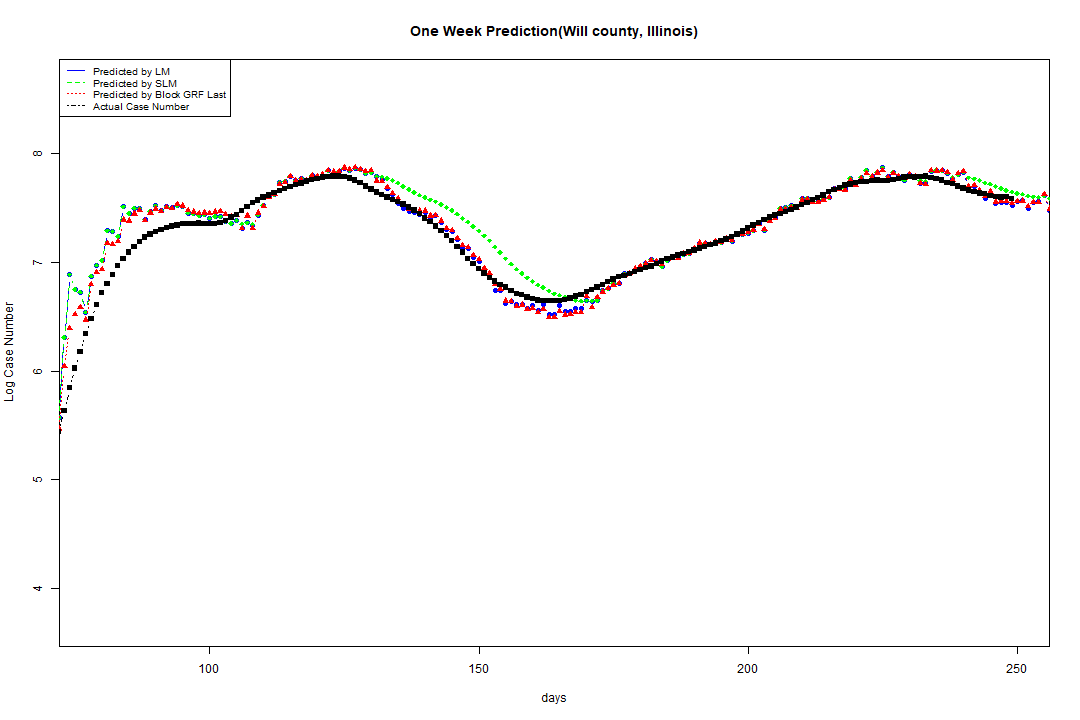 One Week Prediction(Will county, Illinois)
Predicted by LM
Predicted by SLM
Predicted by Block GRF Last
Actual Case Number
8
7
6
5
4
Log Case Number
100 150 200 250
days